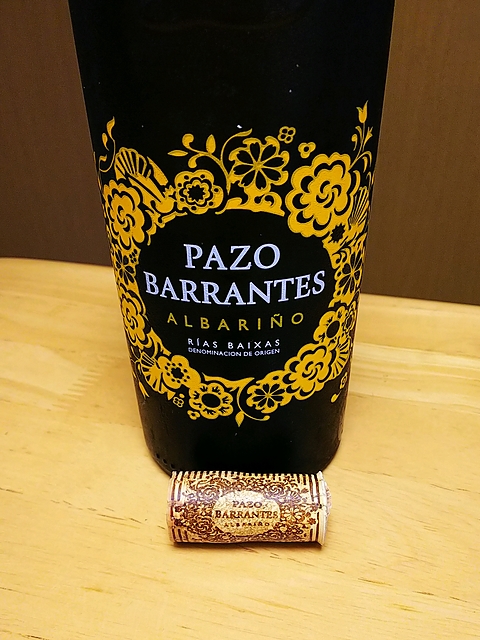 PAZO
BARRANTES
ALBARIÑO
RÍAS BAIXAS
DENOMINACION DE ORIGEN
PAZO
BARRANTES
ALBARIÑO